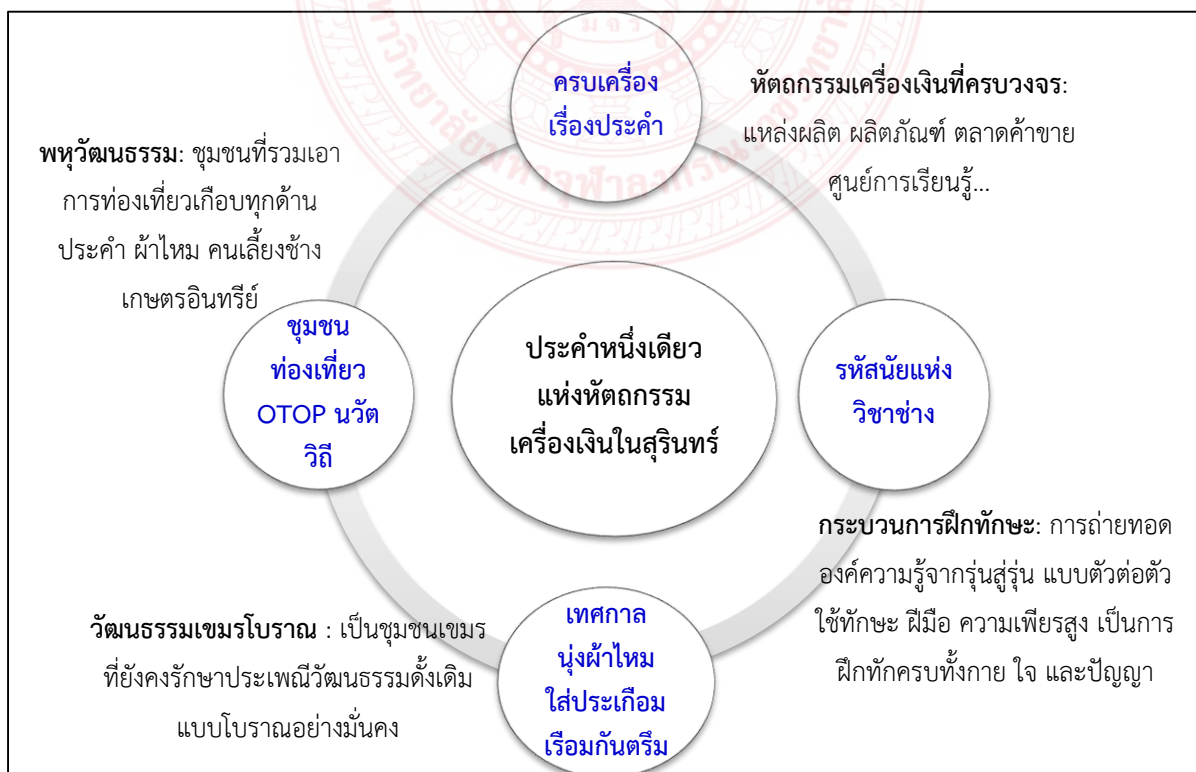 ครบเครื่อง
เรื่องประคำ
หัตถกรรมเครื่องเงินที่ครบวงจร:
แหล่งผลิต ผลิตภัณฑ์ ตลาดค้าขาย
ศูนย์การเรียนรู้...
พหุวัฒนธรรม: ชุมชนที่รวมเอา
การท่องเที่ยวเกือบทุกด้าน
ประคำ ผ้าไหม คนเลี้ยงช้าง
เกษตรอินทรีย์
ชุมชน
ท่องเที่ยว
OTOP นวัต
วิถี
ประคำหนึ่งเดียว
แห่งหัตถกรรม
เครื่องเงินในสุรินทร์
รหัสนัยแห่ง
วิชาช่าง
กระบวนการฝึกทักษะ: การถ่ายทอด
องค์ความรู้จากรุ่นสู่รุ่น แบบตัวต่อตัว
ใช้ทักษะ ฝีมือ ความเพียรสูง เป็นการ
ฝึกทักครบทั้งกาย ใจ และปัญญา
วัฒนธรรมเขมรโบราณ : เป็นชุมชนเขมร
ที่ยังคงรักษาประเพณีวัฒนธรรมดั้งเดิม
แบบโบราณอย่างมั่นคง
เทศกาล
นุ่งผ้าไหม
ใส่ประเกือม
เรือมกันตรึม